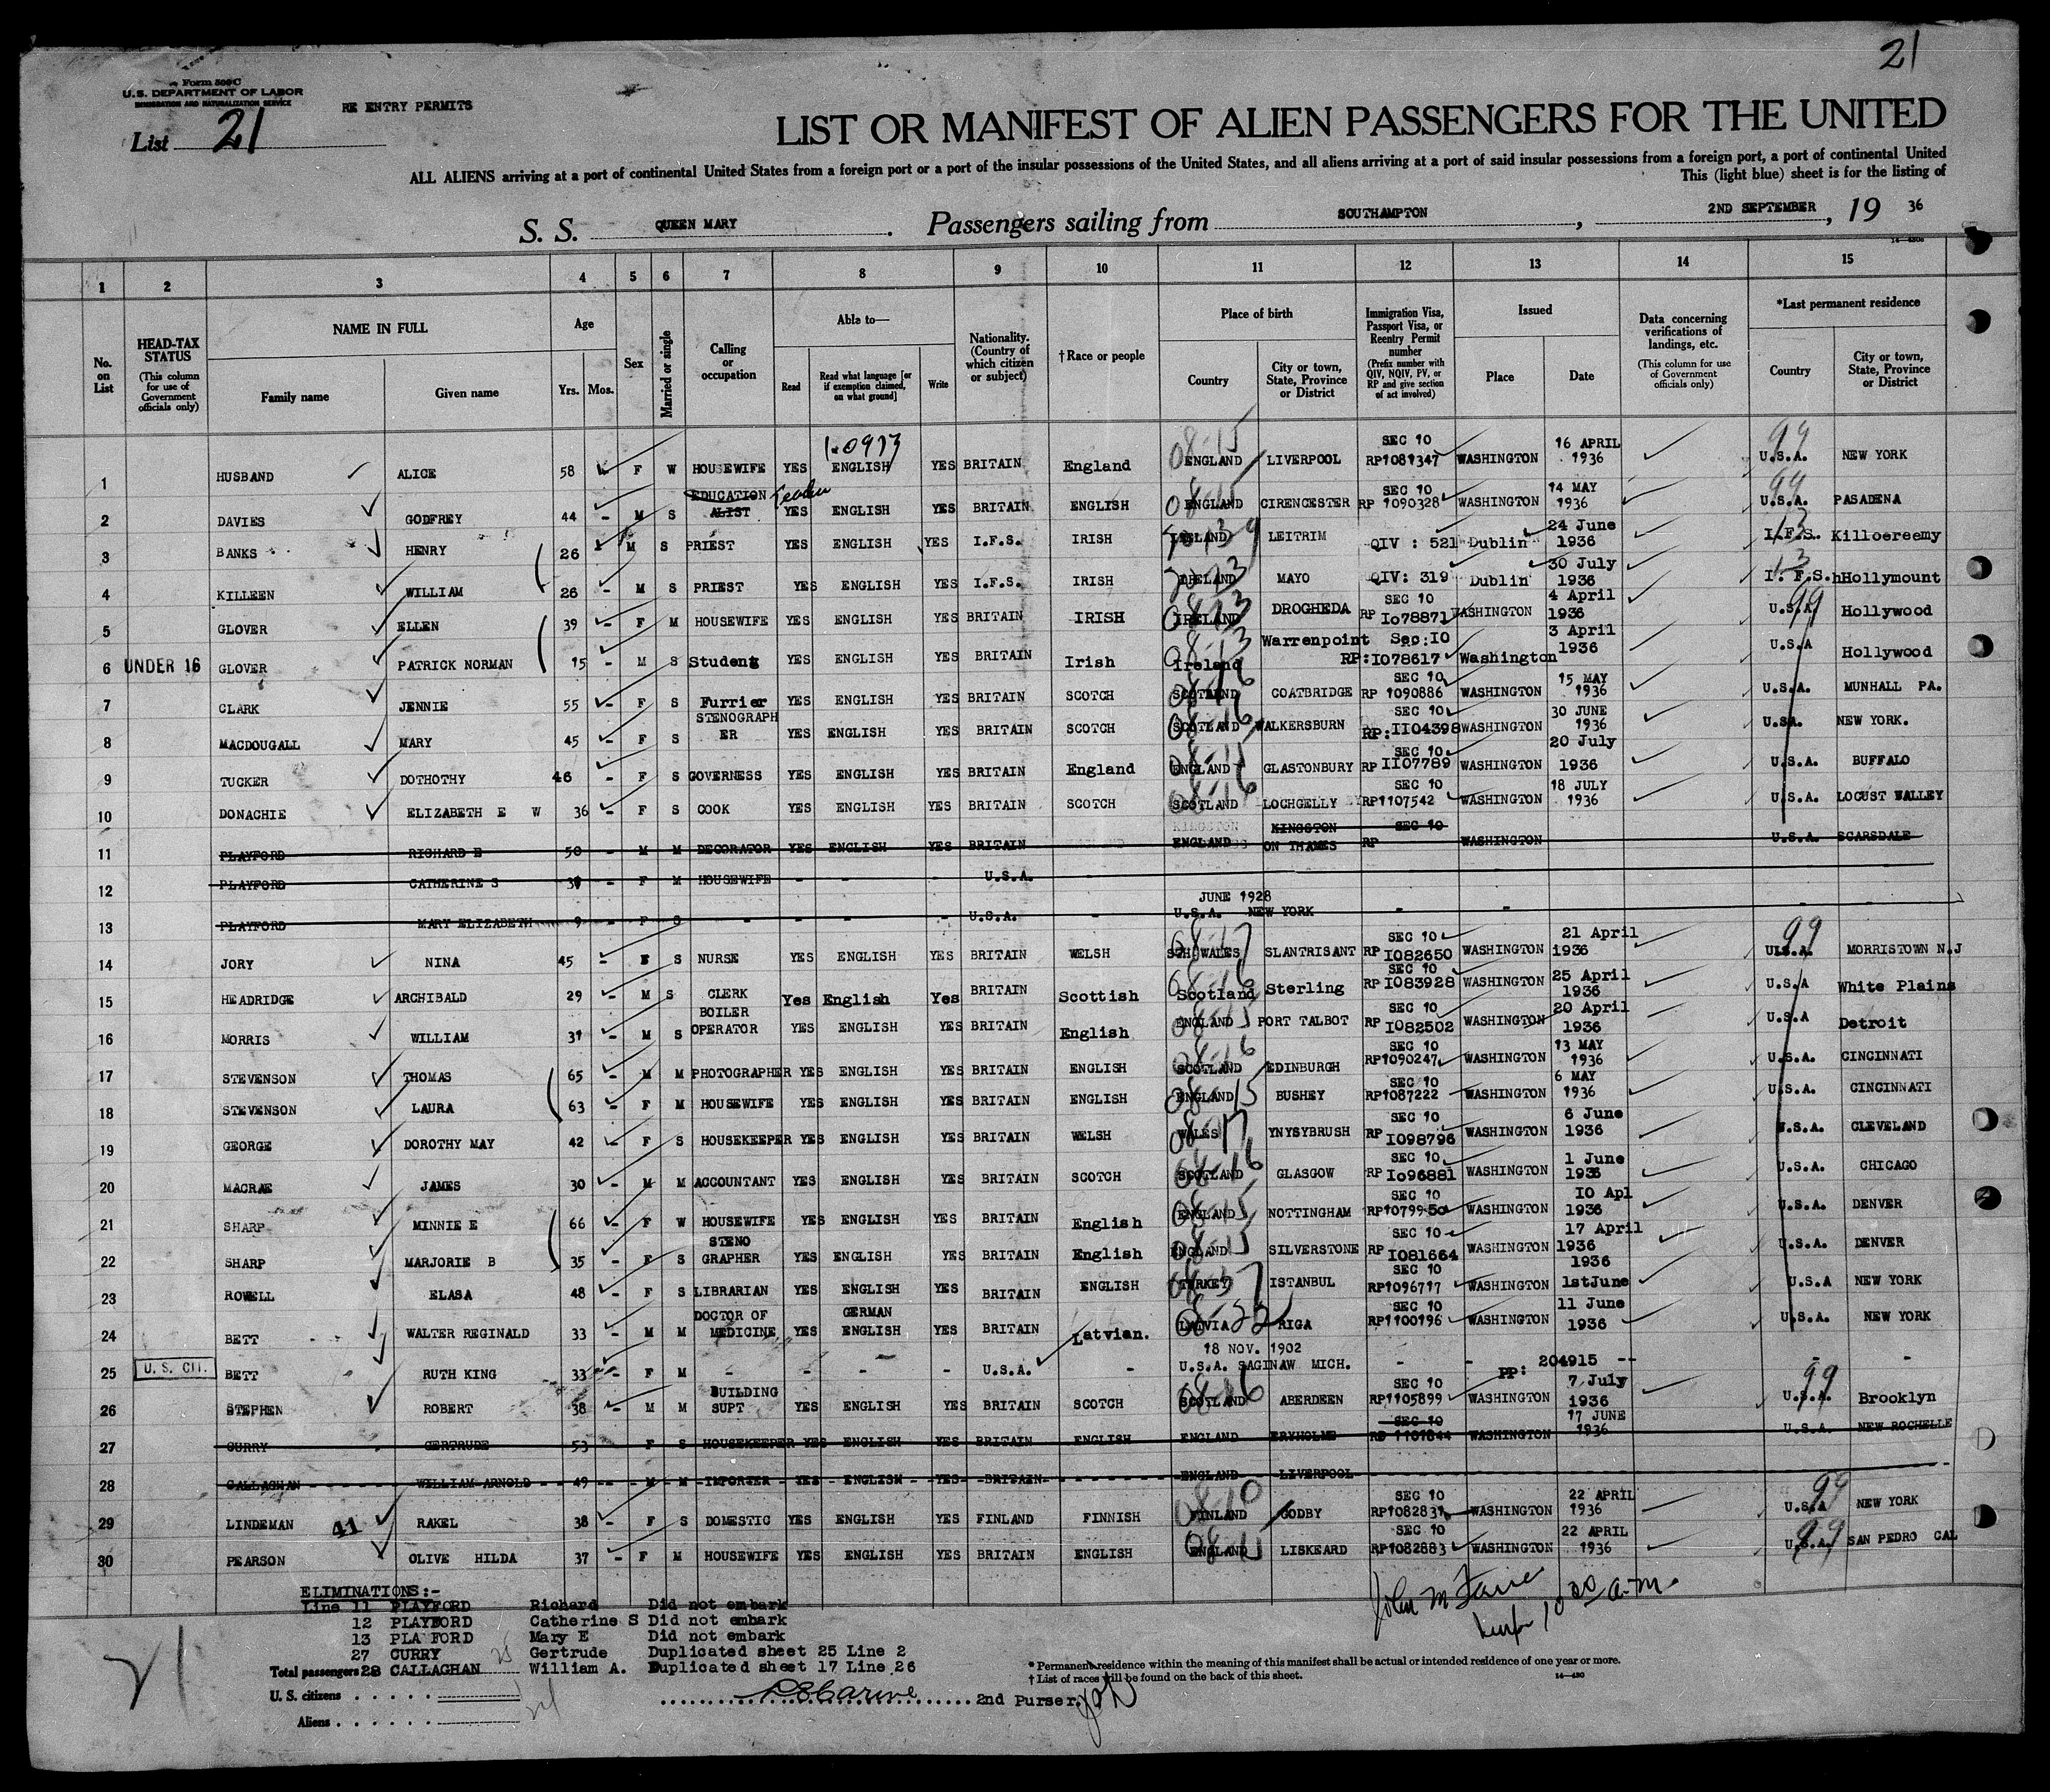 21
Form 500C
U.S. DEPARTMENT OF LABOR
IMMIGRATION AND NATURALIZATION SERVICE
RE ENTRY PERMITS
List 21
LIST OR MANIFEST OF ALIEN PASSENGERS FOR THE UNITED
ALL ALIENS arriving at a port of continental United States from a foreign port or a port of the insular possessions of the United States, and all aliens arriving at a port of said insular possessions from a foreign port, a port of continental United
This (light blue) sheet is for the listing of
S. S. QUEEN MARY . Passengers sailing from SOUTHAMPTON , 2ND SEPTEMBER , 19 36
1 2 3 4 5 6 7 8 9 10 11 12 13 14 15
No. on List
HEAD-TAX STATUS (This column for use of Government officials only)
NAME IN FULL
Family name
Given name
Age
Yrs. Mos.
Sex
Married or single
Calling or occupation
Able to—
Read
Read what language [or if exemption claimed, on what ground]
Write
Nationality. (Country of which citizen or subject)
†Race or people
Place of birth
Country
City or town, State, Province or District
Immigration Visa, Passport Visa, or Reentry Permit number (Prefix number with QIV, NQIV, PV, or RP and give section of act involved)
Issued
Place
Date
Data concerning verifications of landings, etc. (This column for use of Government officials only)
*Last permanent residence
Country
City or town, State, Province or District
1 HUSBAND ALICE 58 F W HOUSEWIFE YES ENGLISH YES BRITAIN England ENGLAND LIVERPOOL SEC 10 RP1081347 WASHINGTON 16 APRIL 1936 U.S.A. NEW YORK
2 DAVIES GODFREY 44 - M S EDUCATION ALIST YES ENGLISH YES BRITAIN ENGLISH ENGLAND CIRENCESTER SEC 10 RP 1090328 WASHINGTON 14 MAY 1936 U.S.A. PASADENA
3 BANKS HENRY 26 M S PRIEST YES ENGLISH YES I.F.S. IRISH IRELAND LEITRIM QIV : 521 Dublin 24 June 1936 I.F.S. Killoereemy
4 KILLEEN WILLIAM 26 - M S PRIEST YES ENGLISH YES I.F.S. IRISH IRELAND MAYO QIV: 319 Dublin 30 July 1936 I. F.S. hHollymount
5 GLOVER ELLEN 39 - F M HOUSEWIFE YES ENGLISH YES BRITAIN IRISH IRELAND DROGHEDA SEC 10 RP Io78871 WASHINGTON 4 April 1936 U.S.A. Hollywood
6 UNDER 16 GLOVER PATRICK NORMAN 15 - M S Student YES ENGLISH YES BRITAIN Irish Ireland Warrenpoint Sec:IO RP:I078617 Washington 3 April 1936 U.S.A Hollywood
7 CLARK JENNIE 55 - F S Furrier YES ENGLISH YES BRITAIN SCOTCH SCOTLAND COATBRIDGE SEC 10 RP 1090886 WASHINGTON 15 MAY 1936 U.S.A. MUNHALL PA.
8 MACDOUGALL MARY 45 - F S STENOGRAPH ER YES ENGLISH YES BRITAIN SCOTCH SCOTLAND WALKERSBURN SEC 10 RP:II04398 WASHINGTON 30 JUNE 1936 U.SA. NEW YORK.
9 TUCKER DOTHOTHY 46 - F S GOVERNESS YES ENGLISH YES BRITAIN England ENGLAND GLASTONBURY SEC 10 RP II07789 WASHINGTON 20 July 1936 U.S.A. BUFFALO
10 DONACHIE ELIZABETH E W 36 - F S COOK YES ENGLISH YES BRITAIN SCOTCH SCOTLAND LOCHGELLY SEC 10 RP1107542 WASHINGTON 18 JULY 1936 U.S.A. LOCUST VALLEY
11 PLAYFORD RICHARD E 50 - M M DECORATOR YES ENGLISH YES BRITAIN ENGLAND KINGSTON ON THAMES SEC 10 RP WASHINGTON U.S.A. SCARSDALE
12 PLAYFORD CATHERINE S - F M HOUSEWIFE - - - U.S.A. -
13 PLAYFORD MARY ELIZABETH 9 - F S - - - - U.S.A. - JUNE 1928 U.S.A. NEW YORK - -
14 JORY NINA 45 - F S NURSE YES ENGLISH YES BRITAIN WELSH STH WALES SLANTRISANT SEC 10 RP I082650 WASHINGTON 21 April 1936 U.S.A. MORRISTOWN N.J
15 HEADRIDGE ARCHIBALD 29 - M S CLERK Yes English Yes BRITAIN Scottish Scotland Sterling SEC 10 RP I083928 WASHINGTON 25 April 1936 U.S.A White Plains
16 MORRIS WILLIAM 37 - M S BOILER OPERATOR YES ENGLISH YES BRITAIN English ENGLAND PORT TALBOT SEC 10 RP I082502 WASHINGTON 20 April 1936 U.S.A Detroit
17 STEVENSON THOMAS 65 - M M PHOTOGRAPHER YES ENGLISH YES BRITAIN ENGLISH SCOTLAND EDINBURGH SEC 10 RP1090247 WASHINGTON 13 MAY 1936 U.S.A. CINCINNATI
18 STEVENSON LAURA 63 - F M HOUSEWIFE YES ENGLISH YES BRITAIN ENGLISH ENGLAND BUSHEY SEC 10 RP1087222 WASHINGTON 6 MAY 1936 U.S.A. CINCINNATI
19 GEORGE DOROTHY MAY 42 - F S HOUSEKEEPER YES ENGLISH YES BRITAIN WELSH WALES YNYSYBRUSH SEC 10 RP I098796 WASHINGTON 6 June 1936 U.S.A. CLEVELAND
20 MACRAE JAMES 30 - M M ACCOUNTANT YES ENGLISH YES BRITAIN SCOTCH SCOTLAND GLASGOW SEC 10 RP Io96881 WASHINGTON 1 June 1936 U.S.A. CHICAGO
21 SHARP MINNIE E 66 - F W HOUSEWIFE YES ENGLISH YES BRITAIN English ENGLAND NOTTINGHAM SEC 10 RP1079950 WASHINGTON IO Apl 1936 U.S.A. DENVER
22 SHARP MARJORIE B 35 - F S STENO GRAPHER YES ENGLISH YES BRITAIN English ENGLAND SILVERSTONE SEC 10 RP I081664 WASHINGTON 17 April 1936 U.S.A. DENVER
23 ROWELL ELASA 48 - F S LIBRARIAN YES ENGLISH YES BRITAIN ENGLISH TURKEY ISTANBUL SEC 10 RP1096717 WASHINGTON 1936 1stJune U.S.A NEW YORK
24 BETT WALTER REGINALD 33 - M M DOCTOR OF MEDICINE YES GERMAN ENGLISH YES BRITAIN Latvian. LATVIA RIGA SEC 10 RP1100196 WASHINGTON 11 June 1936 U.S.A. NEW YORK
25 U.S. CIT. BETT RUTH KING 33 - F M - - - - U.S.A. - 18 NOV. 1902 U.S.A. SAGINAW MICH. - - PP: 204915 -- - -
26 STEPHEN ROBERT 38 - M M BUILDING SUPT YES ENGLISH YES BRITAIN SCOTCH SCOTLAND ABERDEEN SEC 10 RP1105899 WASHINGTON 7 July 1936 U.S.A. Brooklyn
27 CURRY GERTRUDE 53 F S HOUSEKEEPER YES ENGLISH YES BRITAIN ENGLISH ENGLAND ERYHOLME SEC 10 RP 1101844 WASHINGTON 17 JUNE 1936 U.S.A. NEW ROCHELLE
28 CALLAGHAN WILLIAM ARNOLD 49 - M M IMPORTER YES ENGLISH YES BRITAIN ENGLAND LIVERPOOL
29 LINDEMAN 41 RAKEL 38 - F S DOMESTIC YES ENGLISH YES FINLAND FINNISH FINLAND GODBY SEC 10 RP1082831 WASHINGTON 22 APRIL 1936 U.S.A NEW YORK
30 PEARSON OLIVE HILDA 37 - F M HOUSEWIFE YES ENGLISH YES BRITAIN ENGLISH ENGLAND LISKEARD SEC 10 RP1082883 WASHINGTON 22 APRIL 1936 U.S.A. SAN PEDRO CAL
ELIMINATIONS:-
Line 11 PLAYFORD Richard Did not embark
12 PLAYFORD Catherine S Did not embark
13 PLA FORD Mary E Did not embark
27 CURRY Gertrude Duplicated sheet 25 Line 2
Total passengers 28 CALLAGHAN William A. Duplicated sheet 17 Line 26
U. S. citizens
Aliens
2nd Purser.
21
* Permanent residence within the meaning of this manifest shall be actual or intended residence of one year or more.
† List of races will be found on the back of this sheet.